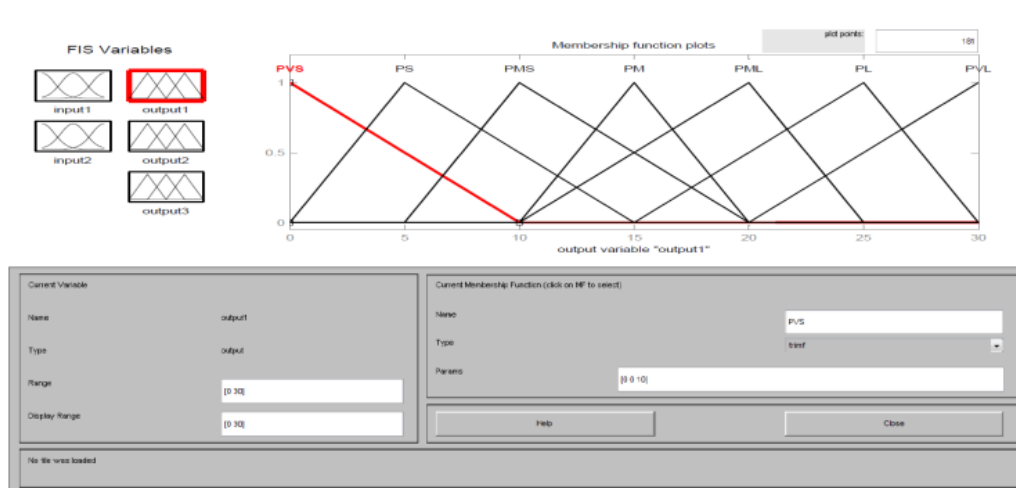 plot points:
181
FIS Variables
Membership function plots
PVS PS PMS PM PML PL PVL
input1 output1
input2 output2
output3
1
0.5
0
0 5 10 15 20 25 30
output variable "output1"
Current Variable
Name output1
Type output
Range [0 30]
Display Range [0 30]
Current Membership Function (click on MF to select)
Name PVS
Type trimf
Params [0 0 10]
Help Close
No file was loaded